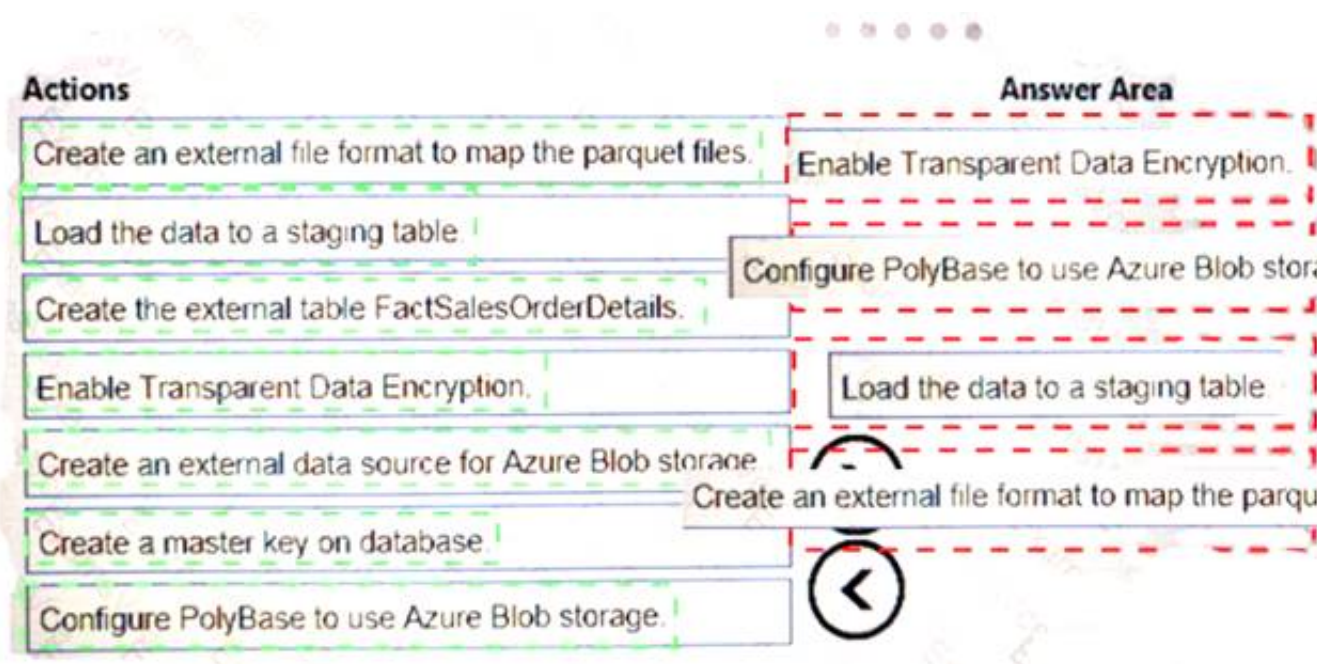 Actions
Answer Area
Create an external file format to map the parquet files.
Load the data to a staging table.
Create the external table FactSalesOrderDetails.
Enable Transparent Data Encryption.
Create an external data source for Azure Blob storage
Create a master key on database.
Configure PolyBase to use Azure Blob storage.
Enable Transparent Data Encryption.
Configure PolyBase to use Azure Blob stora
Load the data to a staging table
Create an external file format to map the parqu